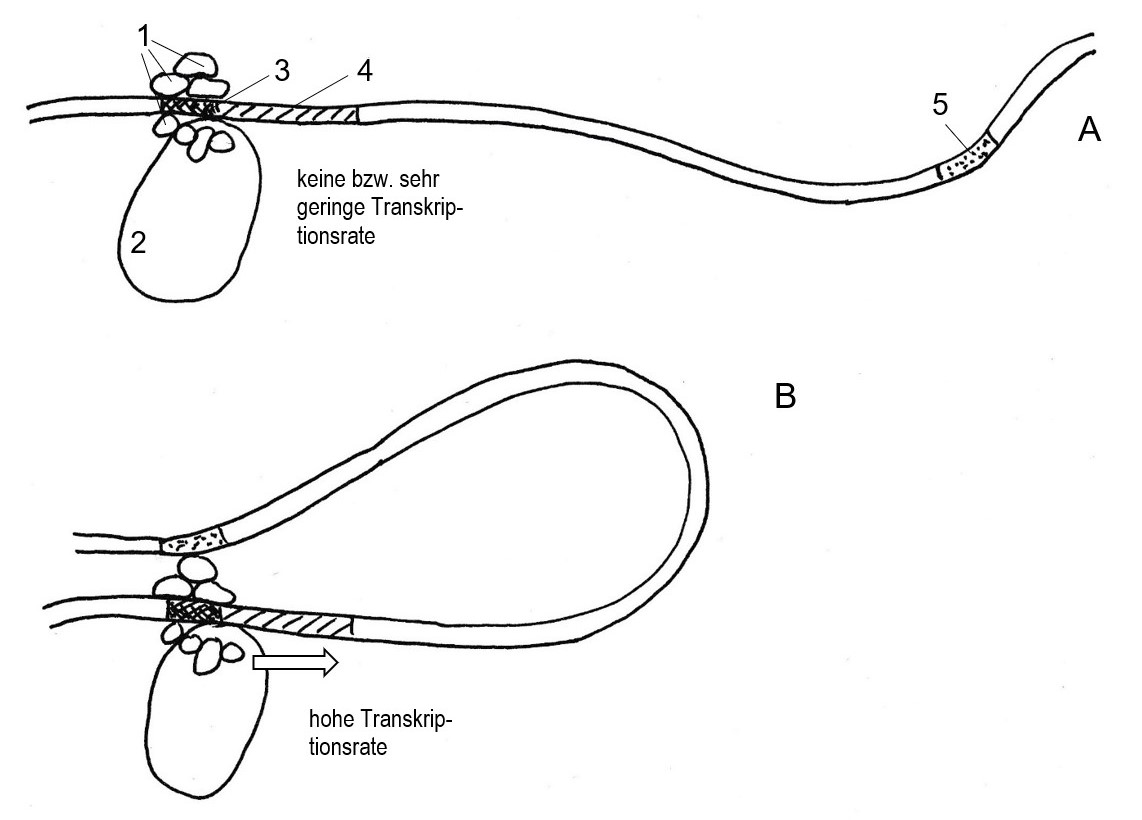 1
3
4
5
A
2
keine bzw. sehr
geringe Transkrip-
tionsrate
B
hohe Transkrip-
tionsrate